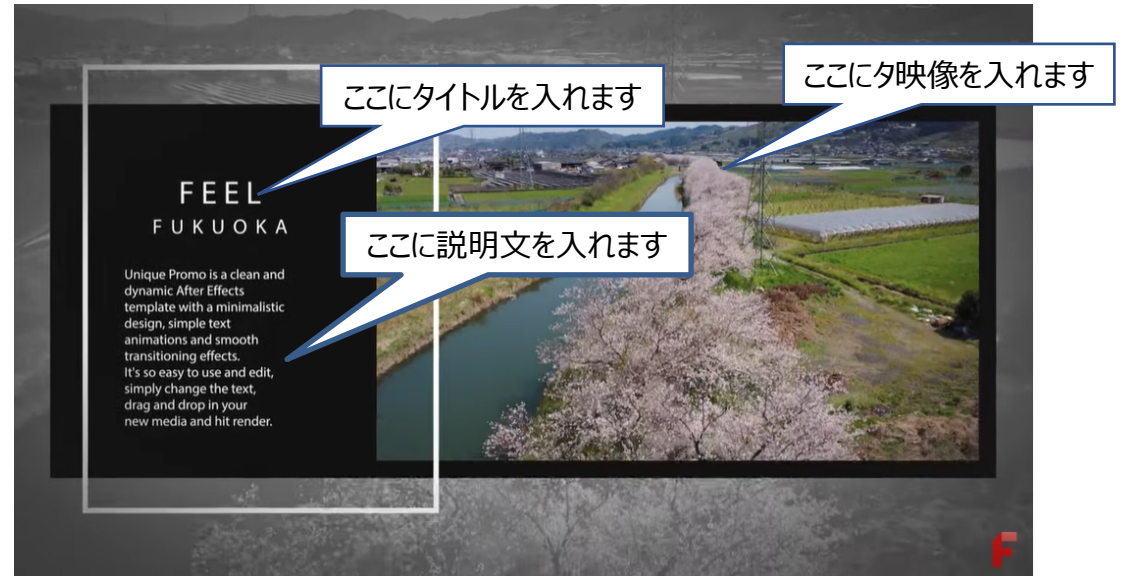 ここにタイトルを入れます
ここにタ映像を入れます
FEEL
FUKUOKA
ここに説明文を入れます
Unique Promo is a clean and
dynamic After Effects
template with a minimalistic
design, simple text
animations and smooth
transitioning effects.
It's so easy to use and edit,
simply change the text,
drag and drop in your
new media and hit render.
F